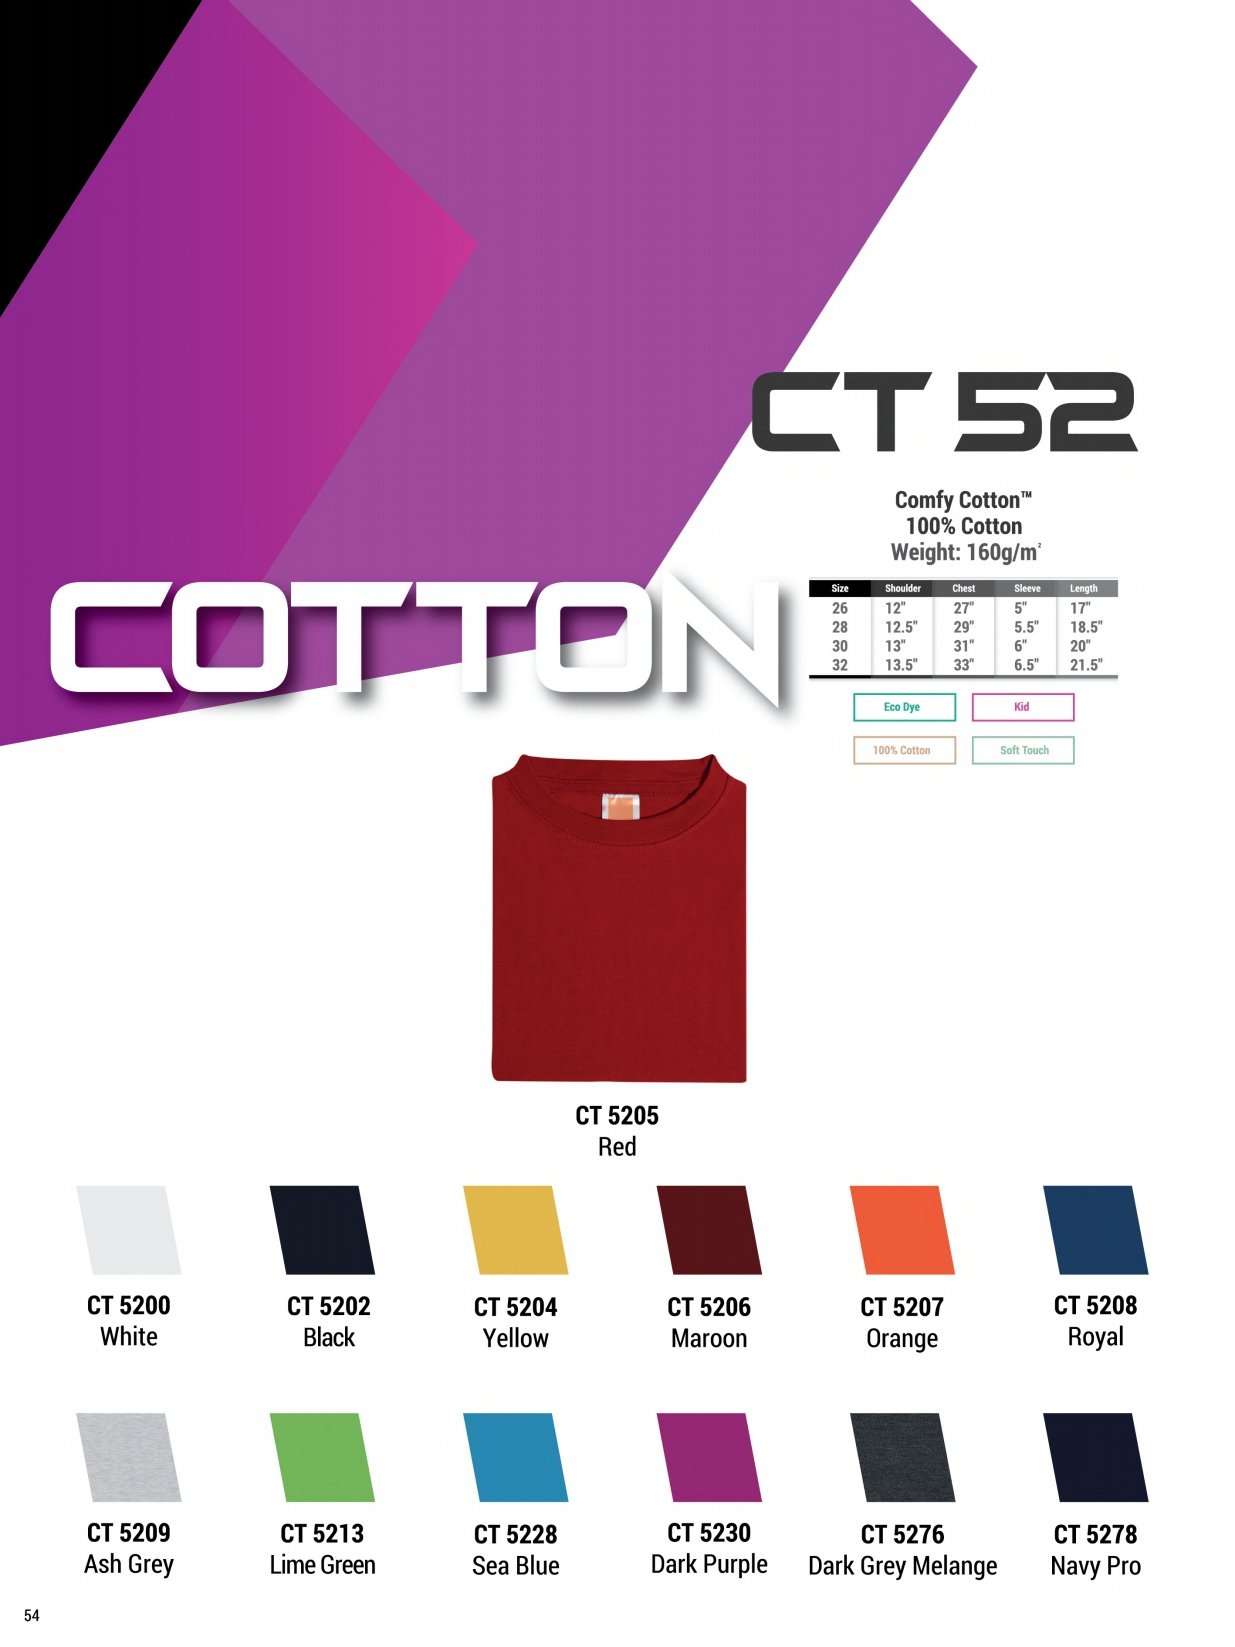 CT 52
Comfy Cotton™
100% Cotton
Weight: 160g/m²
COTTON
Size Shoulder Chest Sleeve Length
26 12" 27" 5" 17"
28 12.5" 29" 5.5" 18.5"
30 13" 31" 6" 20"
32 13.5" 33" 6.5" 21.5"
Eco Dye Kid
100% Cotton Soft Touch
CT 5205
Red
CT 5200 CT 5202 CT 5204 CT 5206 CT 5207 CT 5208
White Black Yellow Maroon Orange Royal
CT 5209 CT 5213 CT 5228 CT 5230 CT 5276 CT 5278
Ash Grey Lime Green Sea Blue Dark Purple Dark Grey Melange Navy Pro
54